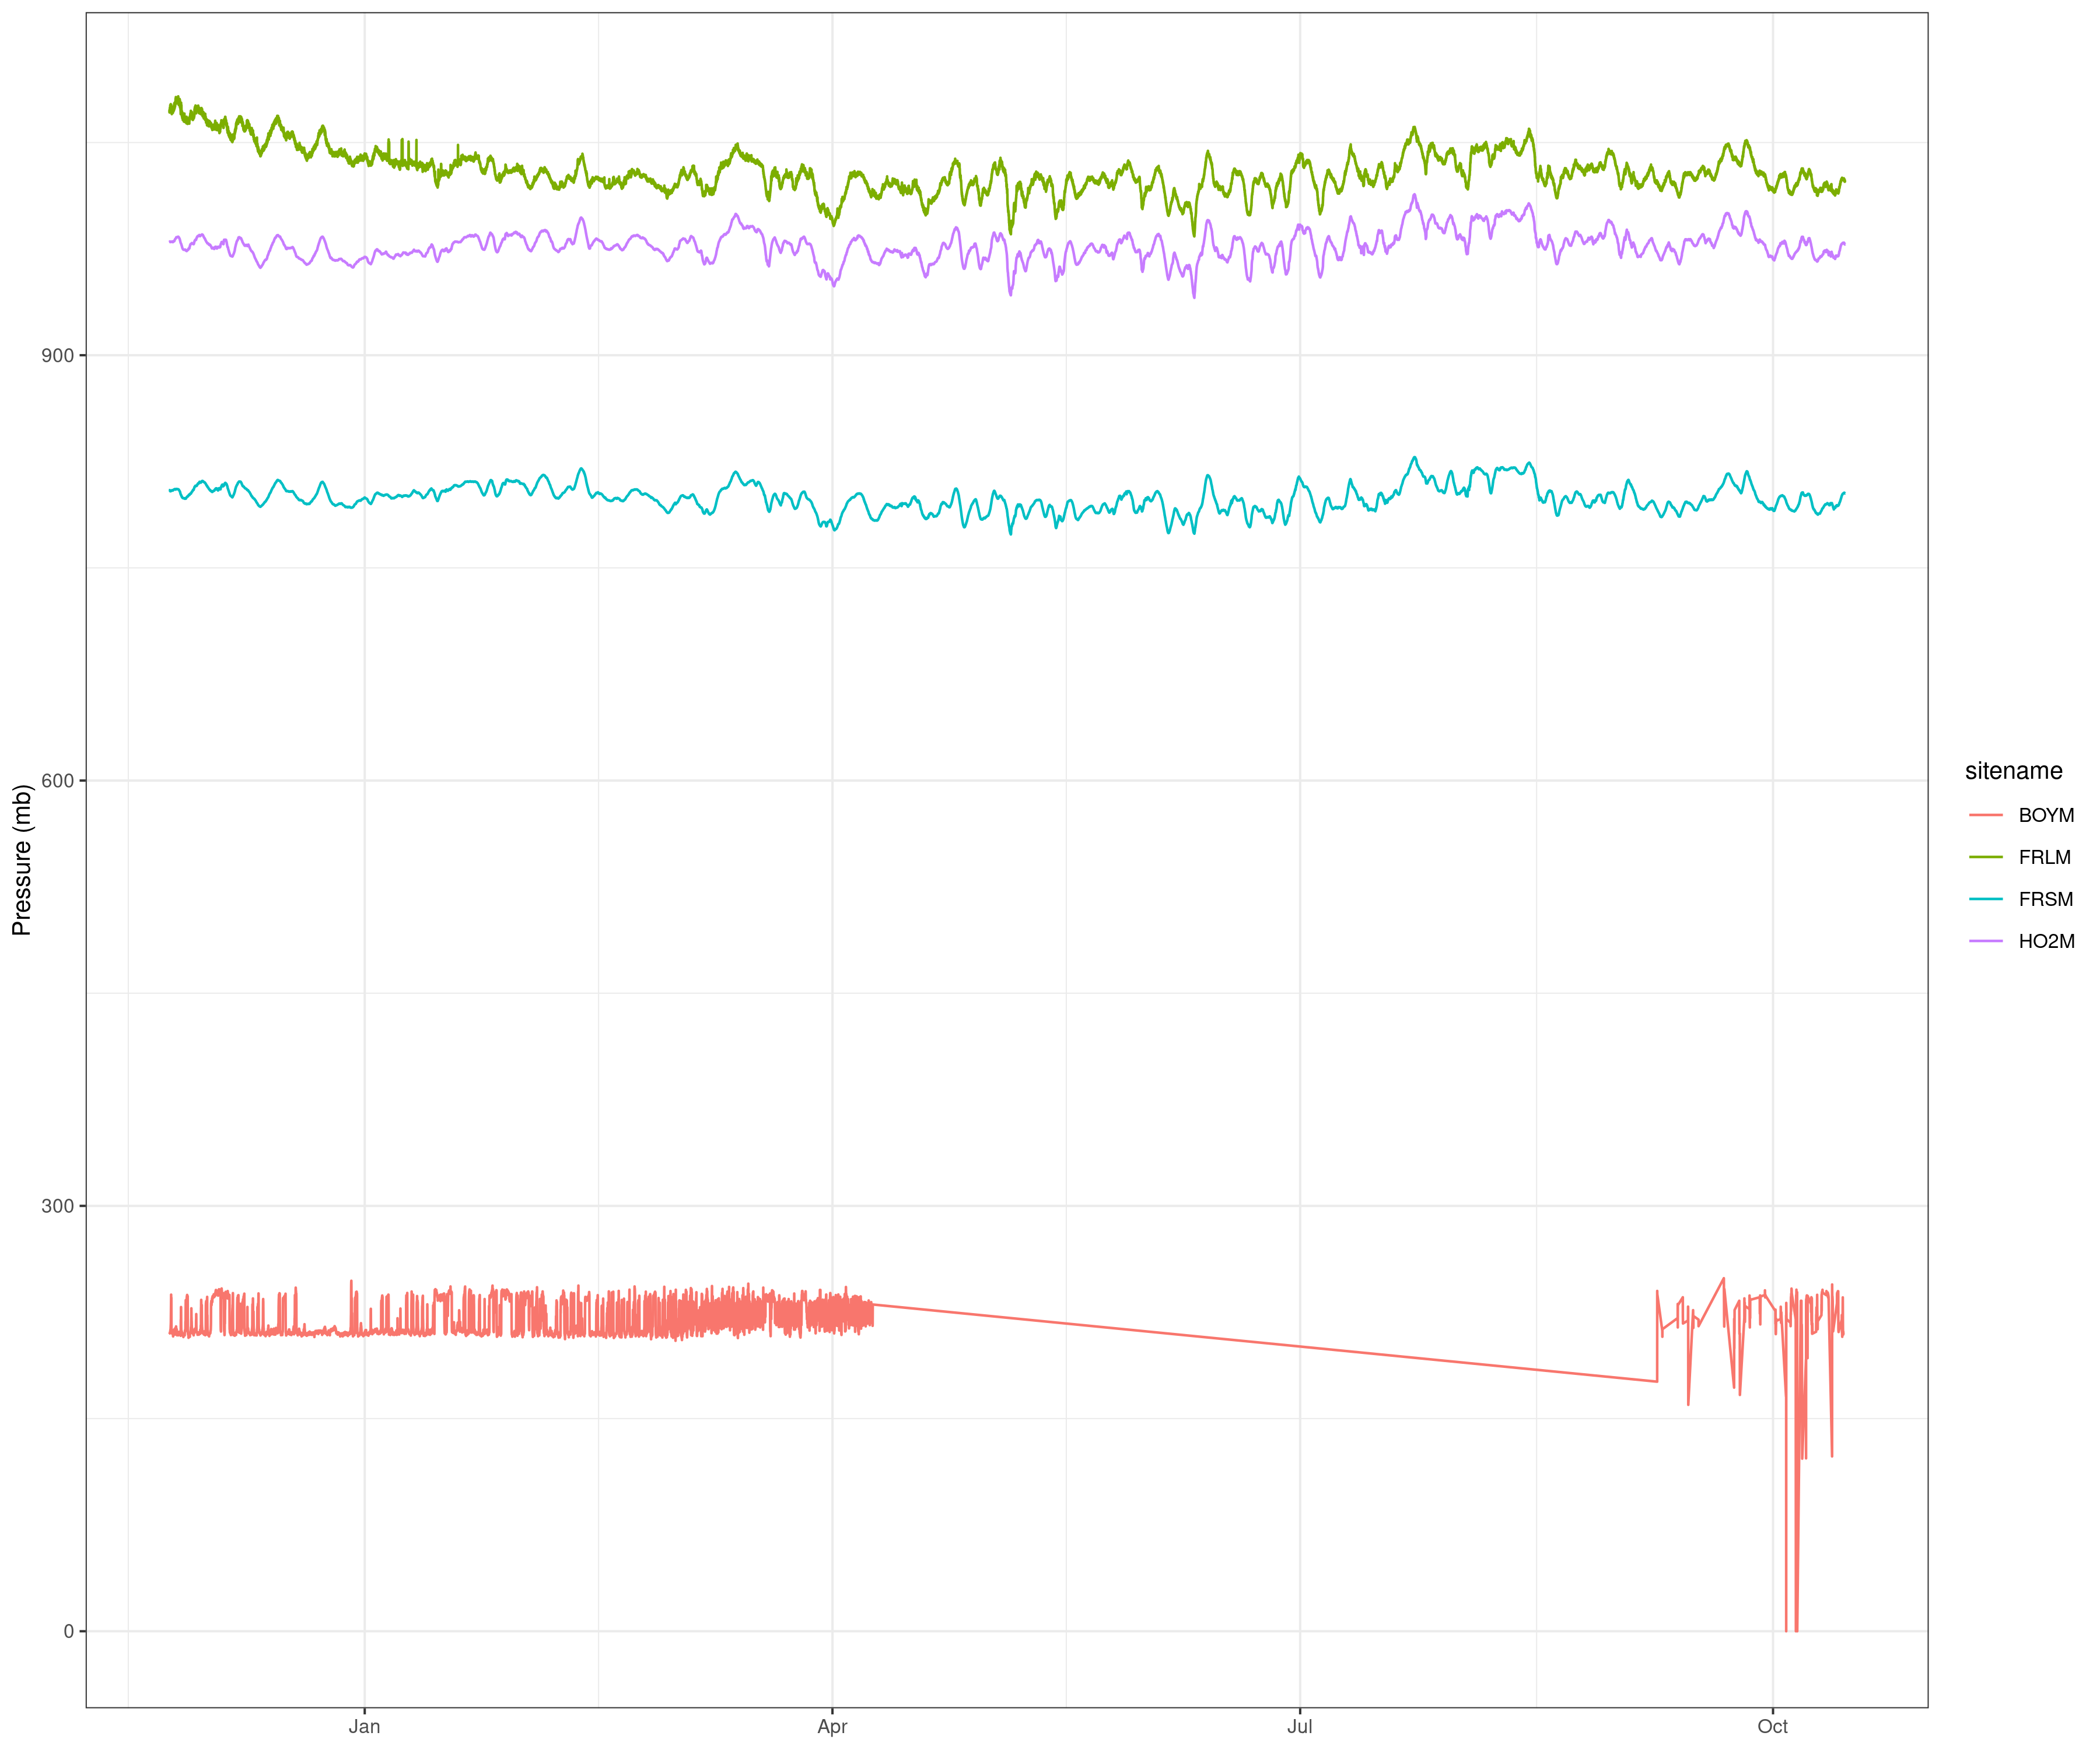 Pressure (mb)
900
600
300
0
Jan
Apr
Jul
Oct
sitename
BOYM
FRLM
FRSM
HO2M